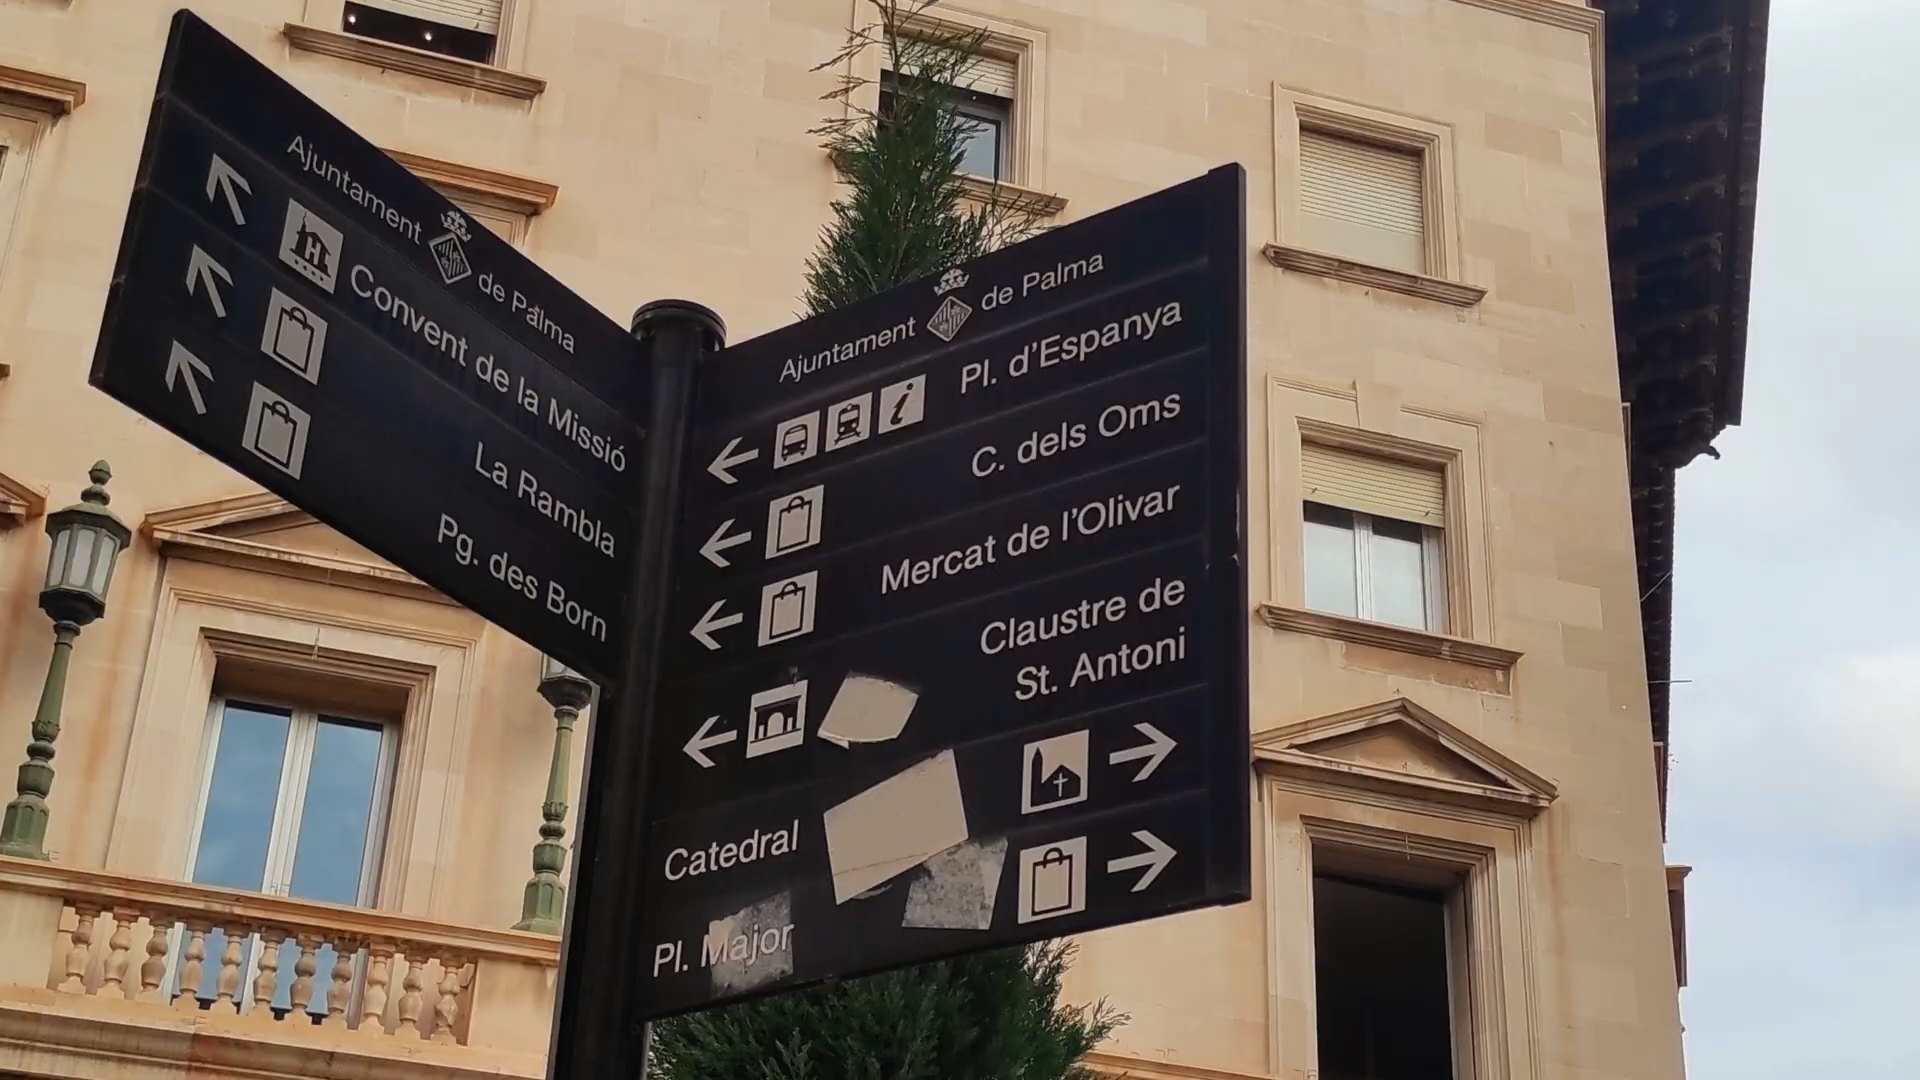 Ajuntament de Palma
Convent de la Missió
La Rambla
Pg. des Born
Ajuntament de Palma
Pl. d'Espanya
C. dels Oms
Mercat de l'Olivar
Claustre de
St. Antoni
Catedral
Pl. Major